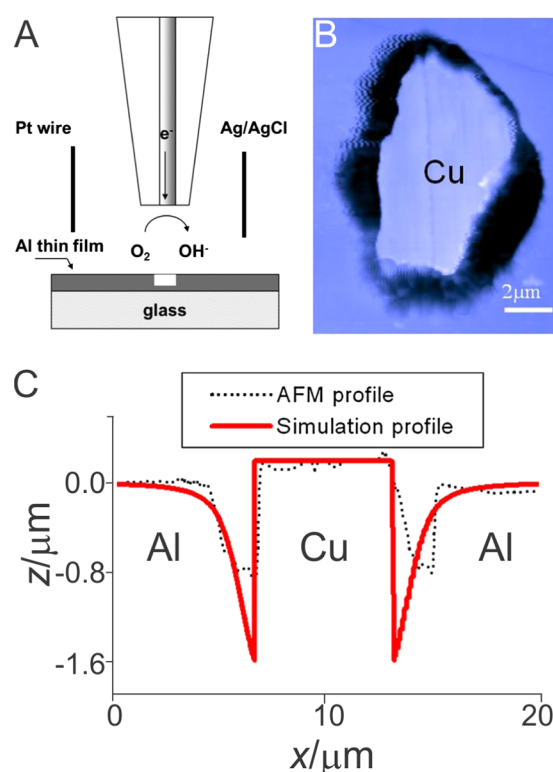 A
Pt wire
e-
Ag/AgCl
Al thin film
O2
OH-
glass
B
Cu
2μm
C
AFM profile
Simulation profile
z/μm
0.0
-0.8
-1.6
Al
Cu
Al
0
10
20
x/μm